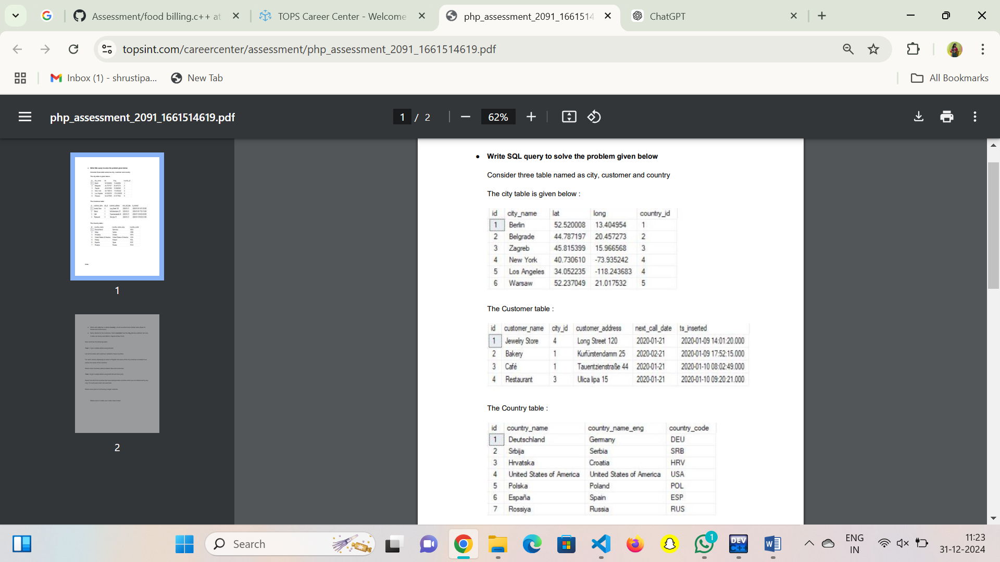 Assessment/food billing.c++ at
TOPS Career Center - Welcome
php_assessment_2091_1661514
ChatGPT
topsint.com/careercenter/assessment/php_assessment_2091_1661514619.pdf
Inbox (1) - shrustipa...
New Tab
All Bookmarks
php_assessment_2091_1661514619.pdf
1 / 2
62%
1
2
• Write SQL query to solve the problem given below
Consider three table named as city, customer and country
The city table is given below :
id city_name lat long country_id
1 Berlin 52.520008 13.404954 1
2 Belgrade 44.787197 20.457273 2
3 Zagreb 45.815399 15.966568 3
4 New York 40.730610 -73.935242 4
5 Los Angeles 34.052235 -118.243683 4
6 Warsaw 52.237049 21.017532 5
The Customer table :
id customer_name city_id customer_address next_call_date ts_inserted
1 Jewelry Store 4 Long Street 120 2020-01-21 2020-01-09 14:01:20.000
2 Bakery 1 Kurfürstendamm 25 2020-02-21 2020-01-09 17:52:15.000
3 Café 1 Tauentzienstraße 44 2020-01-21 2020-01-10 08:02:49.000
4 Restaurant 3 Ulica lipa 15 2020-01-21 2020-01-10 09:20:21.000
The Country table :
id country_name country_name_eng country_code
1 Deutschland Germany DEU
2 Srbija Serbia SRB
3 Hrvatska Croatia HRV
4 United States of America United States of America USA
5 Polska Poland POL
6 España Spain ESP
7 Rossiya Russia RUS
Search
DEV
C++
1
ENG
IN
11:23
31-12-2024